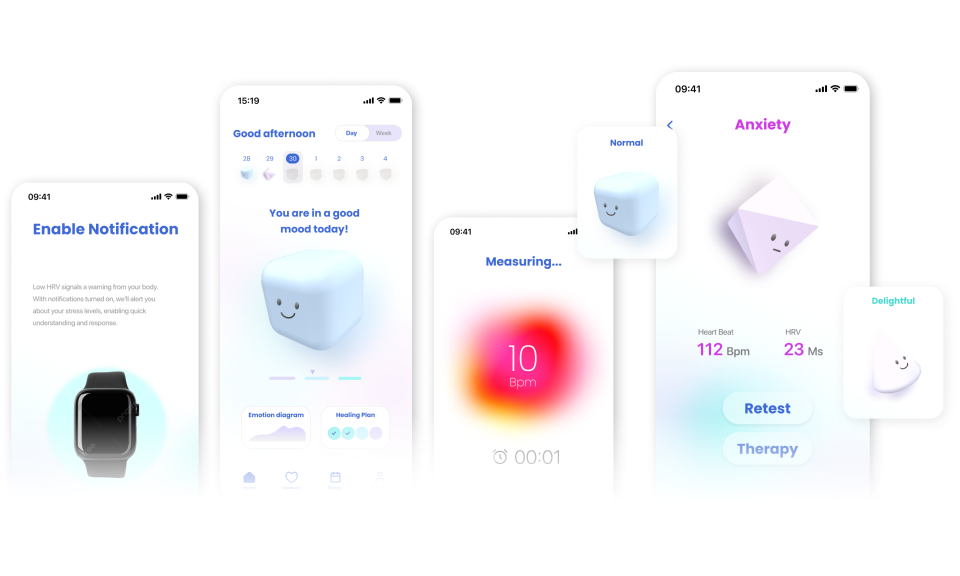 09:41
Enable Notification
Low HRV signals a warning from your body.
With notifications turned on, we'll alert you
about your stress levels, enabling quick
understanding and response.
15:19
Good afternoon
Day
Week
28 29 30 1 2 3 4
You are in a good
mood today!
Emotion diagram
Healing Plan
09:41
Measuring...
10
Bpm
00:01
Normal
09:41
Anxiety
Heart Beat
112 Bpm
HRV
23 Ms
Retest
Therapy
Delightful